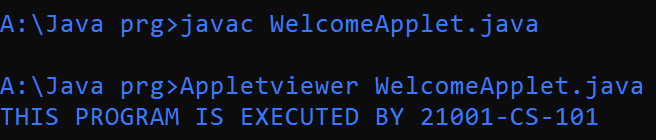 A:\Java prg>javac WelcomeApplet.java
A:\Java prg>Appletviewer WelcomeApplet.java
THIS PROGRAM IS EXECUTED BY 21001-CS-101